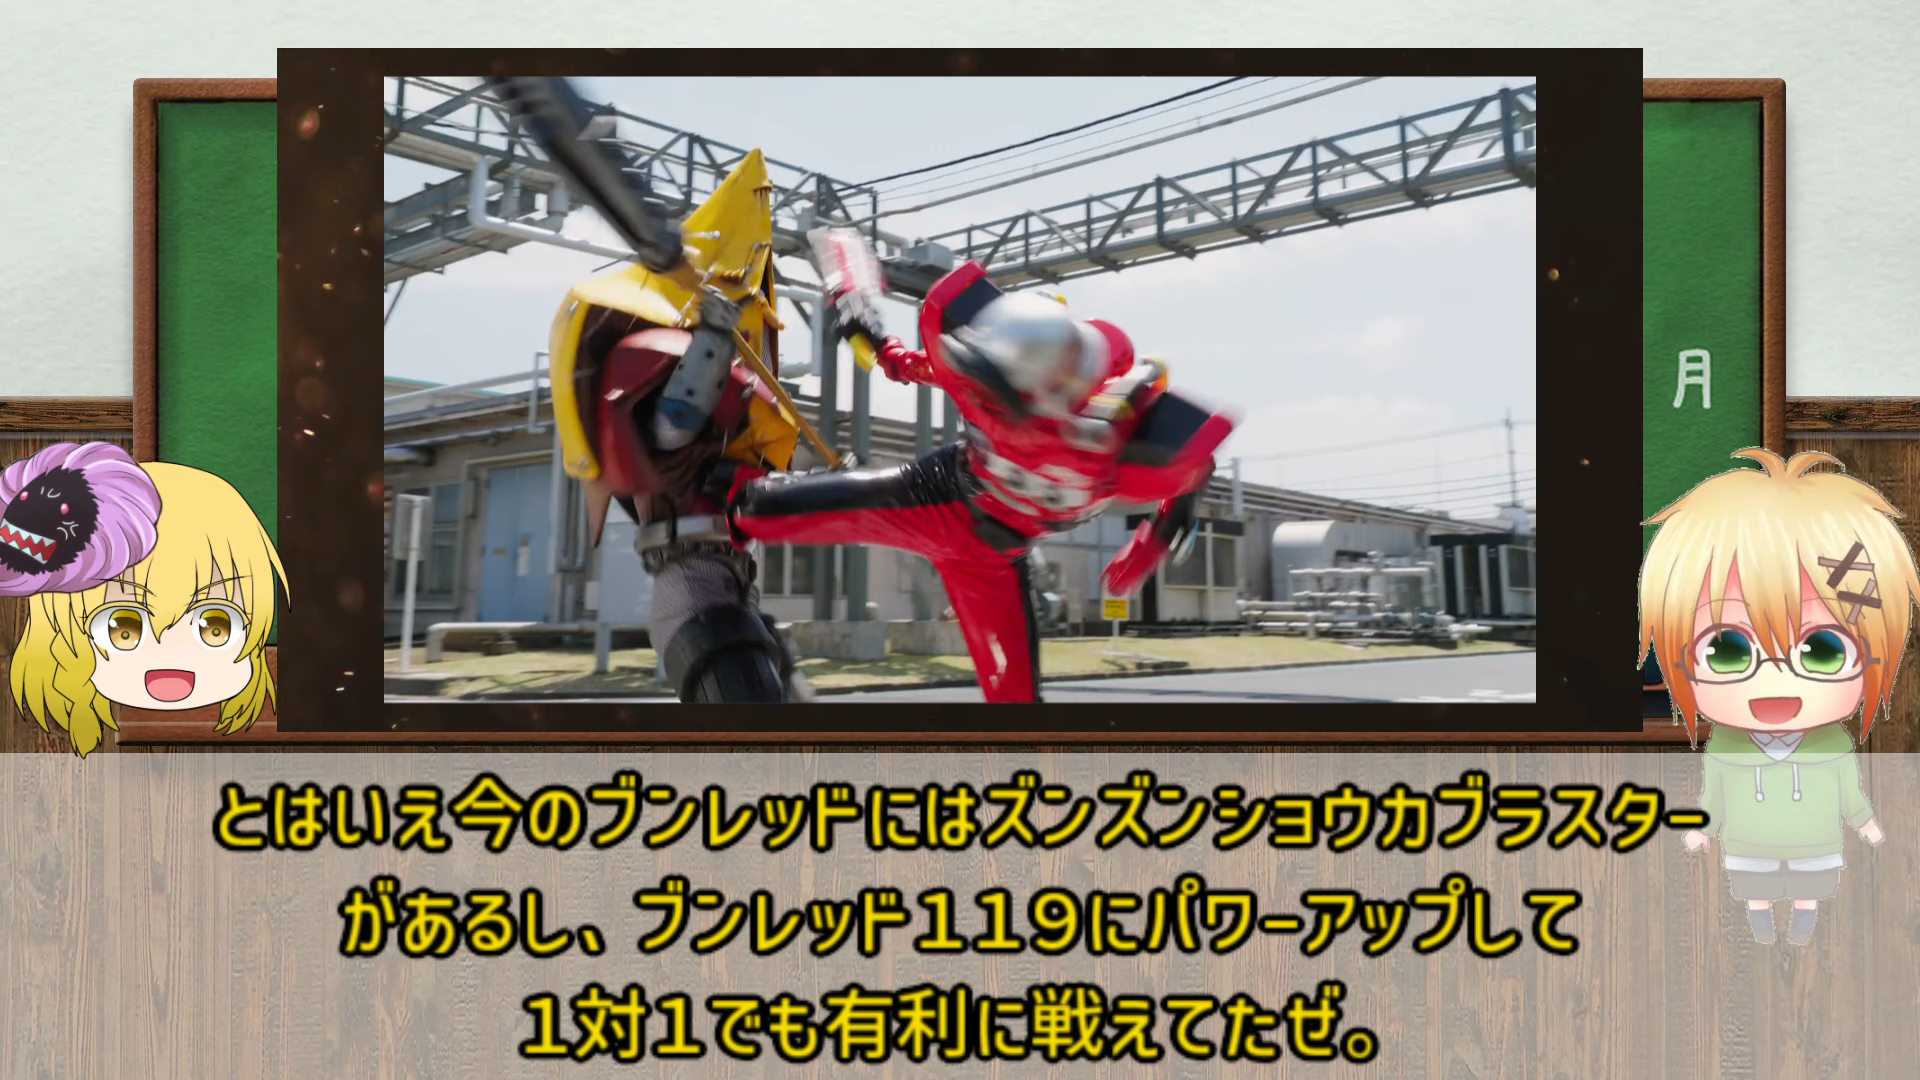 月
とはいえ今のブンレッドにはズンズンショウカブラスター
があるし、ブンレッド119にパワーアップして
1対1でも有利に戦えてたぜ。